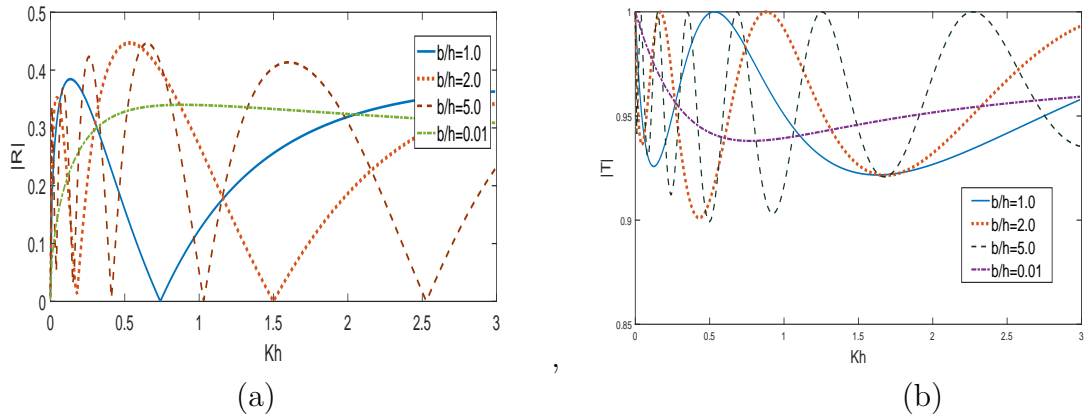 0.5
0.4
0.3
0.2
0.1
0
|R|
0 0.5 1 1.5 2 2.5 3
Kh
b/h=1.0
b/h=2.0
b/h=5.0
b/h=0.01
(a)
,
1
0.95
0.9
0.85
|T|
0 0.5 1 1.5 2 2.5 3
Kh
b/h=1.0
b/h=2.0
b/h=5.0
b/h=0.01
(b)